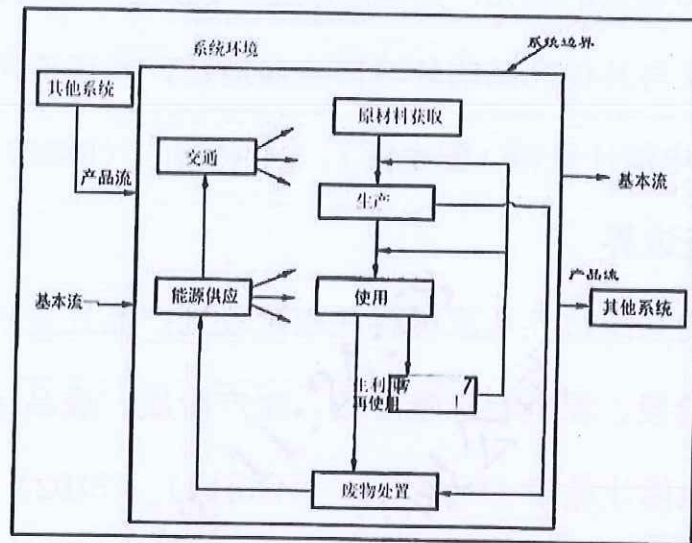 系统环境
系统边界
其他系统
原材料获取
交通
产品流
生产
基本流
基本流
能源供应
使用
产品流
其他系统
再使用
废物处置